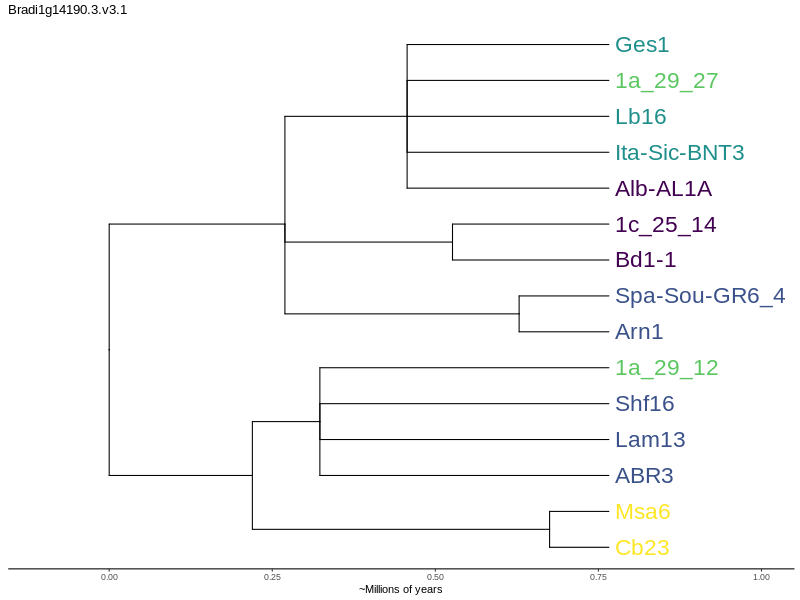 Bradi1g14190.3.v3.1
Ges1
1a_29_27
Lb16
Ita-Sic-BNT3
Alb-AL1A
1c_25_14
Bd1-1
Spa-Sou-GR6_4
Arn1
1a_29_12
Shf16
Lam13
ABR3
Msa6
Cb23
0.00 0.25 0.50 0.75 1.00
~Millions of years